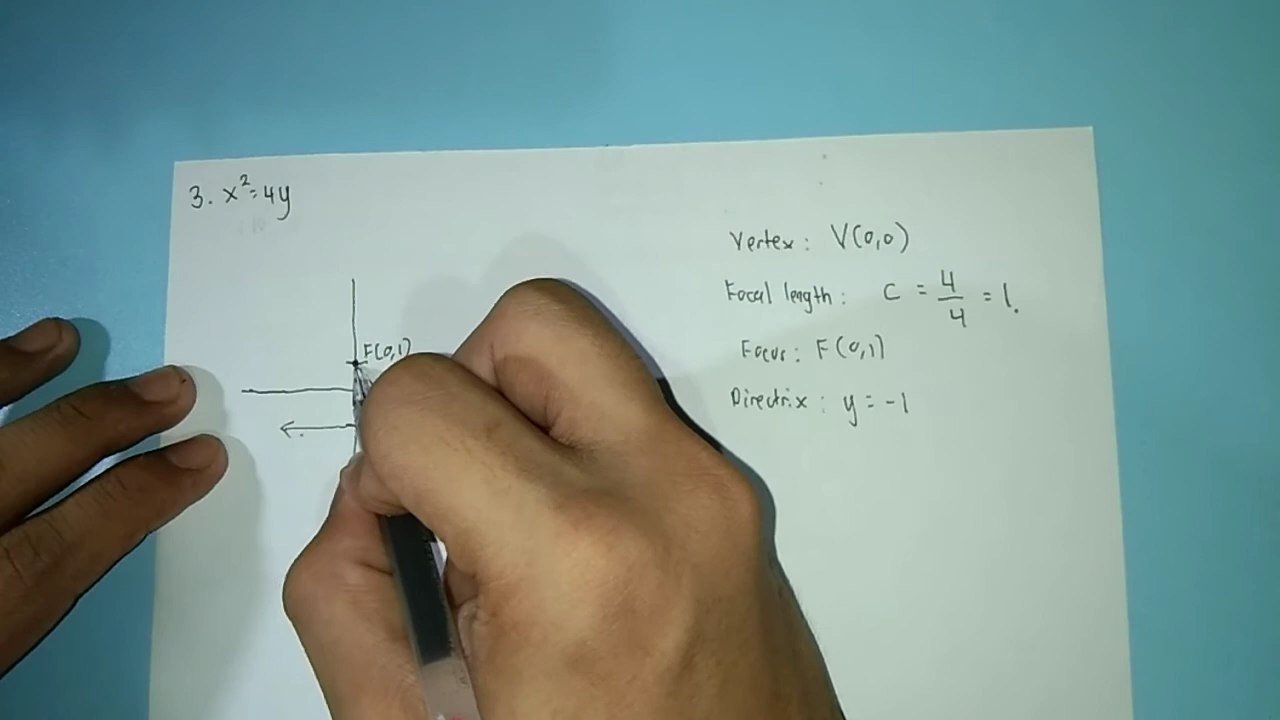 3. x²=4y
F(0,1)
Vertex: V(0,0)
Focal length: C = 4/4 = 1.
Focus: F(0,1)
Directrix: y = -1